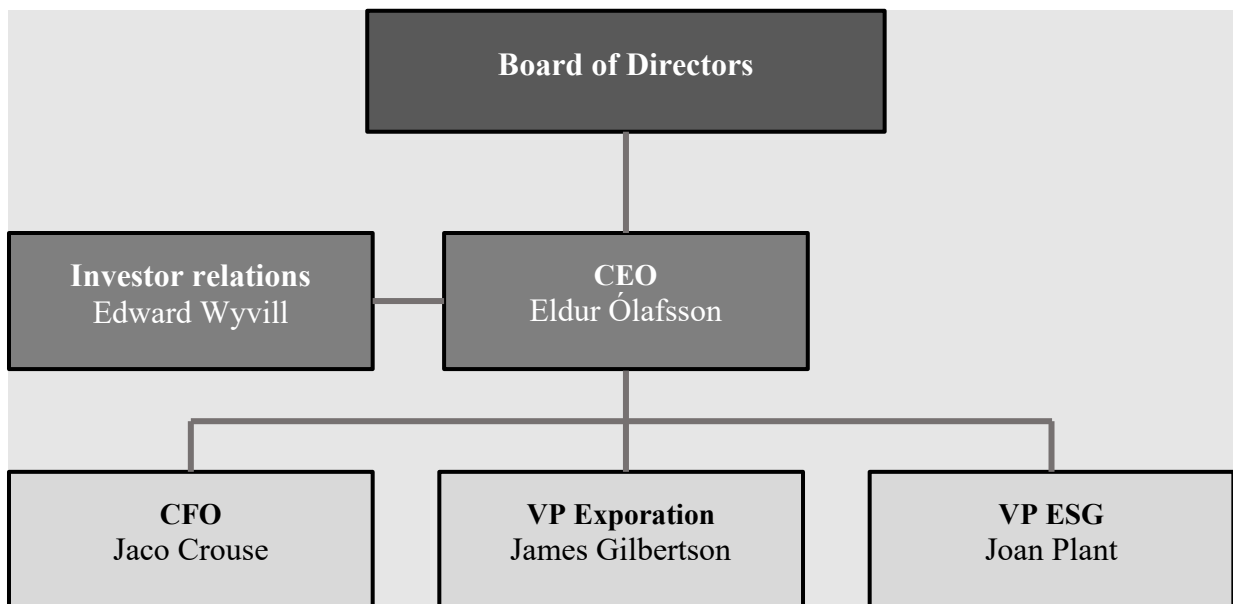 Board of Directors
Investor relations
Edward Wyvill
CEO
Eldur Ólafsson
CFO
Jaco Crouse
VP Exporation
James Gilbertson
VP ESG
Joan Plant